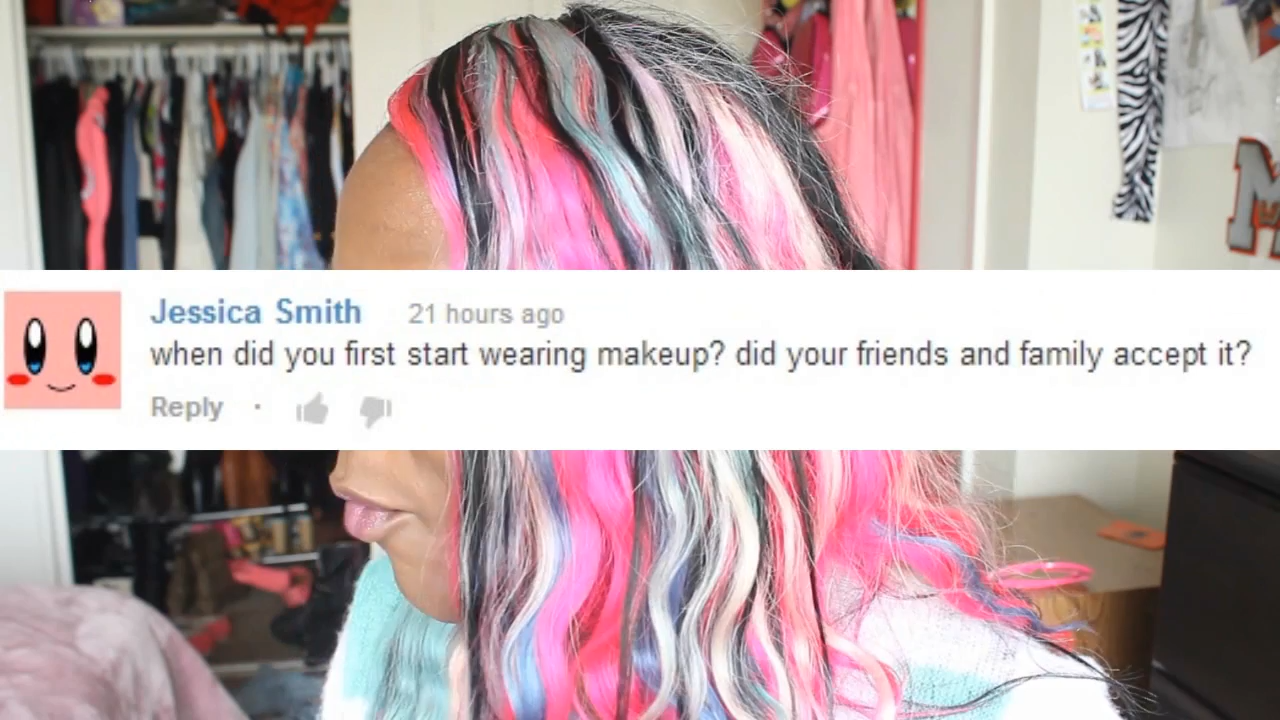 Jessica Smith 21 hours ago
when did you first start wearing makeup? did your friends and family accept it?
Reply ·
M